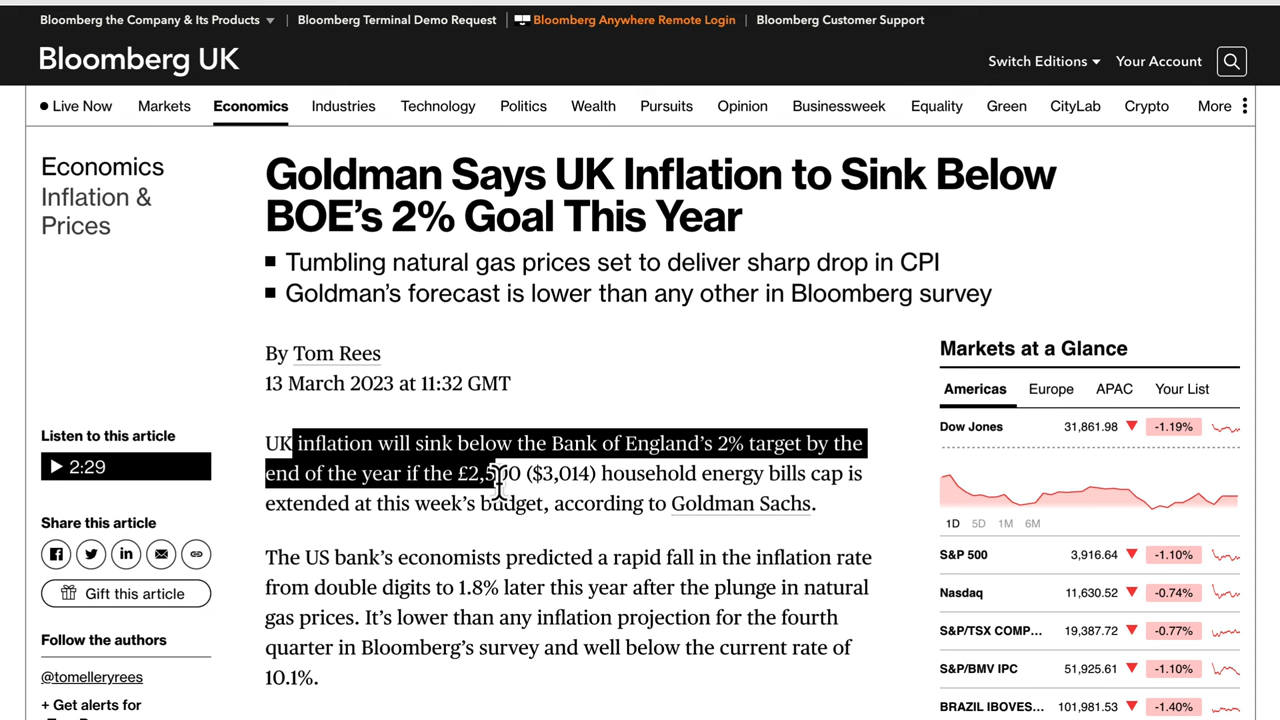 Bloomberg the Company & Its Products
Bloomberg Terminal Demo Request
Bloomberg Anywhere Remote Login
Bloomberg Customer Support
Bloomberg UK
Switch Editions
Your Account
Live Now
Markets
Economics
Industries
Technology
Politics
Wealth
Pursuits
Opinion
Businessweek
Equality
Green
CityLab
Crypto
More
Economics
Inflation &
Prices
Goldman Says UK Inflation to Sink Below
BOE's 2% Goal This Year
Tumbling natural gas prices set to deliver sharp drop in CPI
Goldman's forecast is lower than any other in Bloomberg survey
By Tom Rees
13 March 2023 at 11:32 GMT
Listen to this article
2:29
Share this article
Gift this article
Follow the authors
@tomelleryrees
+ Get alerts for
UK inflation will sink below the Bank of England's 2% target by the
end of the year if the £2,500 ($3,014) household energy bills cap is
extended at this week's budget, according to Goldman Sachs.
The US bank's economists predicted a rapid fall in the inflation rate
from double digits to 1.8% later this year after the plunge in natural
gas prices. It's lower than any inflation projection for the fourth
quarter in Bloomberg's survey and well below the current rate of
10.1%.
Markets at a Glance
Americas
Europe
APAC
Your List
Dow Jones 31,861.98 -1.19%
1D 5D 1M 6M
S&P 500 3,916.64 -1.10%
Nasdaq 11,630.52 -0.74%
S&P/TSX COMP... 19,387.72 -0.77%
S&P/BMV IPC 51,925.61 -1.10%
BRAZIL IBOVES... 101,981.53 -1.40%